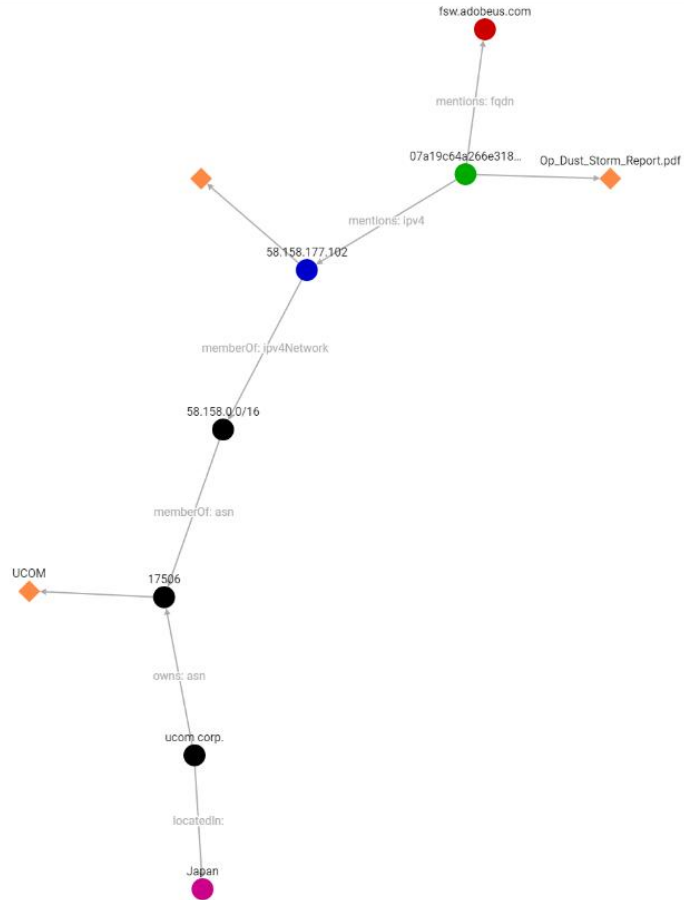 fsw.adobeus.com
mentions: fqdn
07a19c64a266e318...
Op_Dust_Storm_Report.pdf
mentions: ipv4
58.158.177.102
memberOf: ipv4Network
58.158.0.0/16
memberOf: asn
UCOM
17506
owns: asn
ucom corp.
locatedIn:
Japan